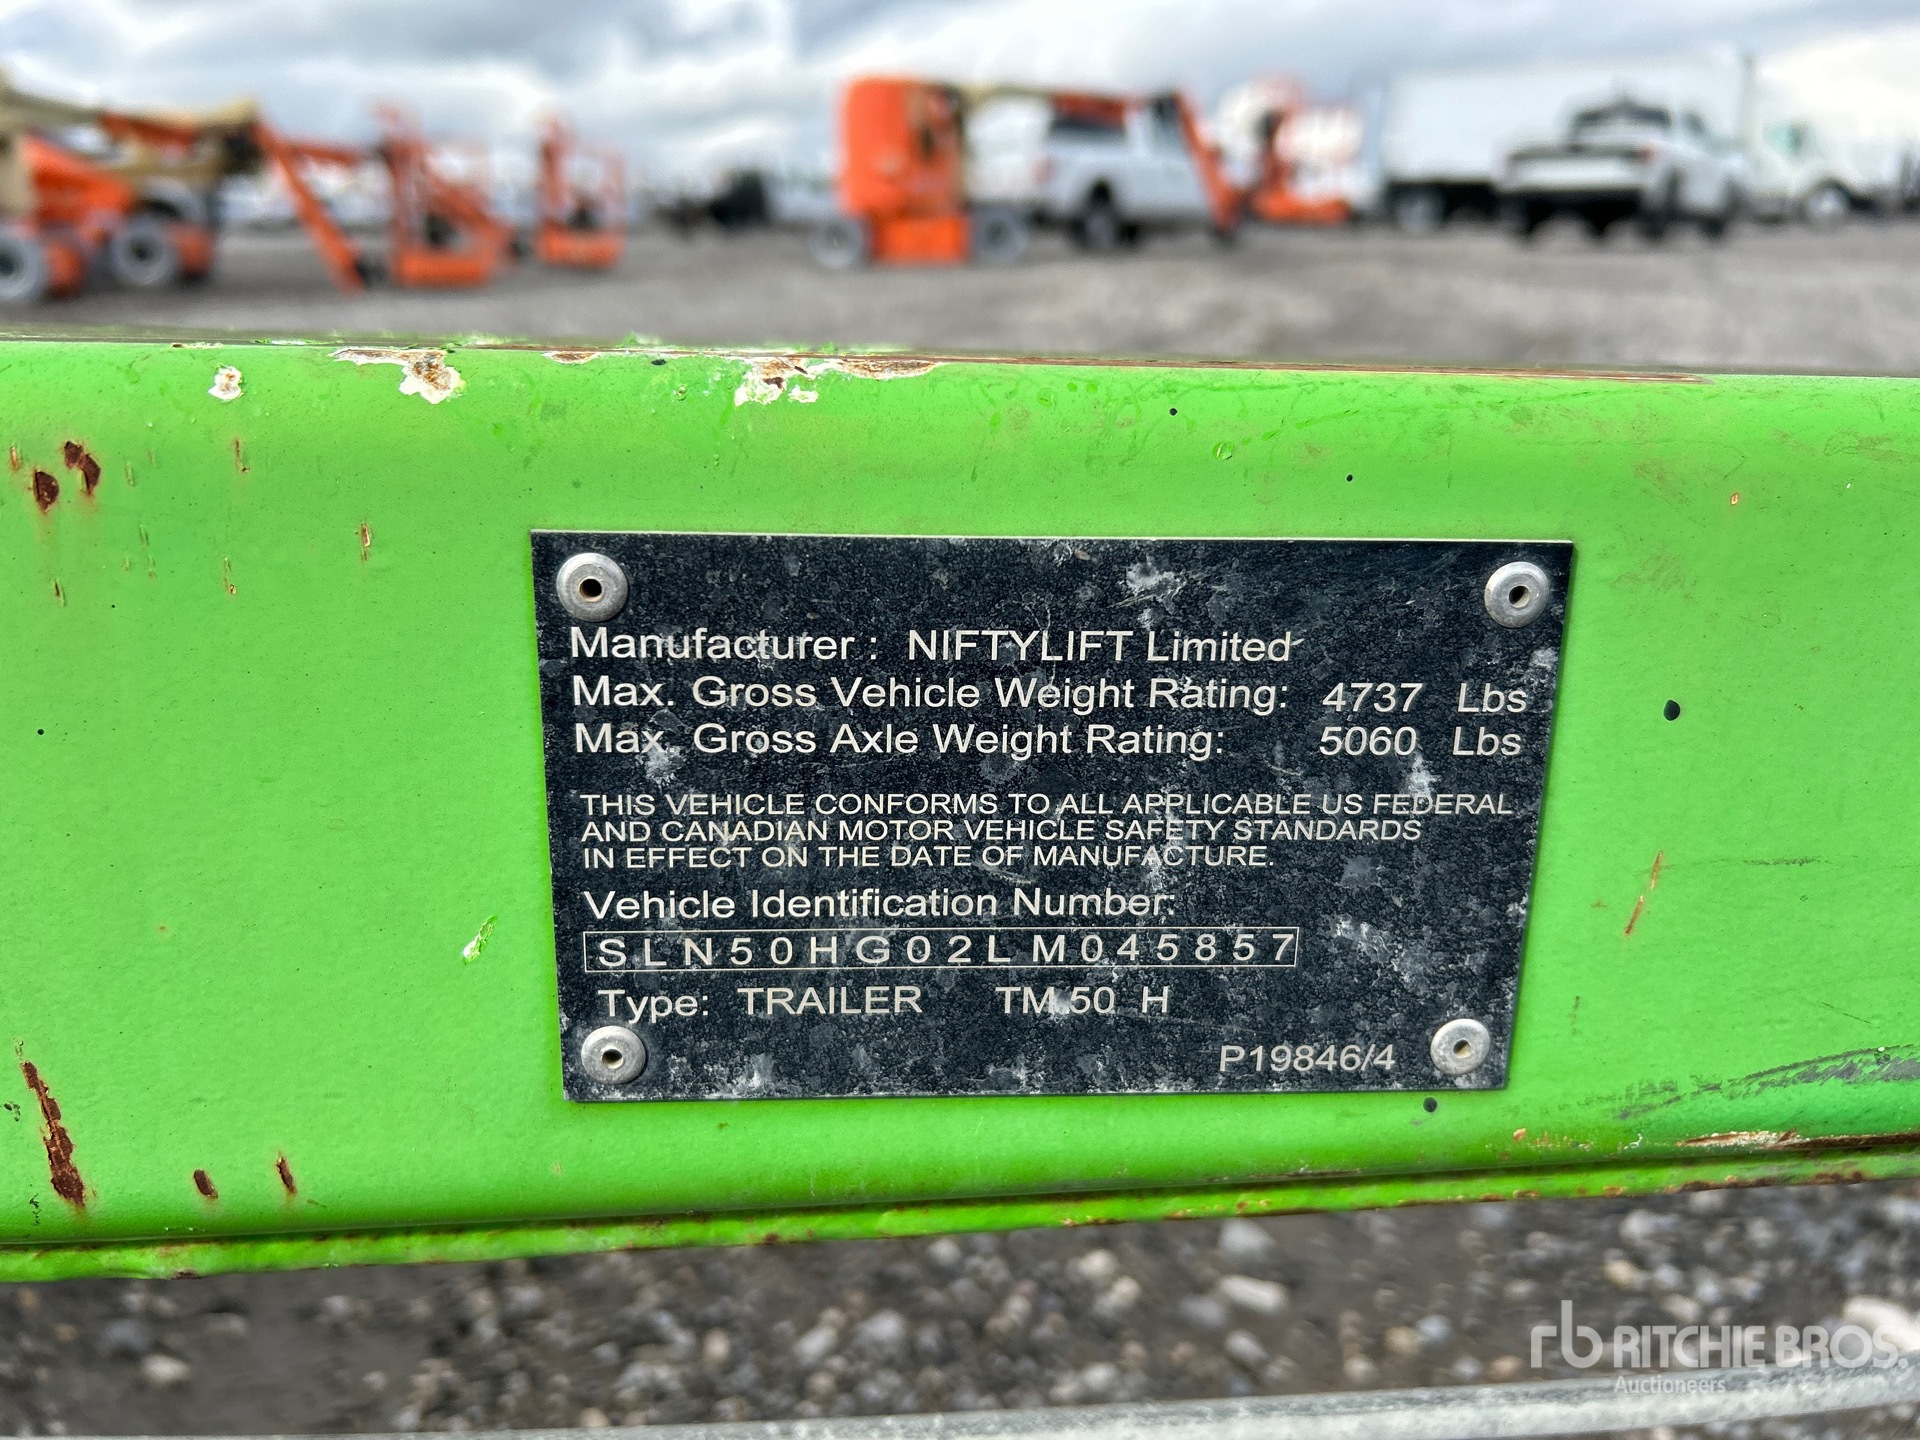 Manufacturer : NIFTYLIFT Limited
Max. Gross Vehicle Weight Rating: 4737 Lbs
Max. Gross Axle Weight Rating: 5060 Lbs
THIS VEHICLE CONFORMS TO ALL APPLICABLE US FEDERAL
AND CANADIAN MOTOR VEHICLE SAFETY STANDARDS
IN EFFECT ON THE DATE OF MANUFACTURE.
Vehicle Identification Number:
SLN50HG02LM045857
Type: TRAILER TM 50 H
P19846/4
rb RITCHIE BROS.
Auctioneers